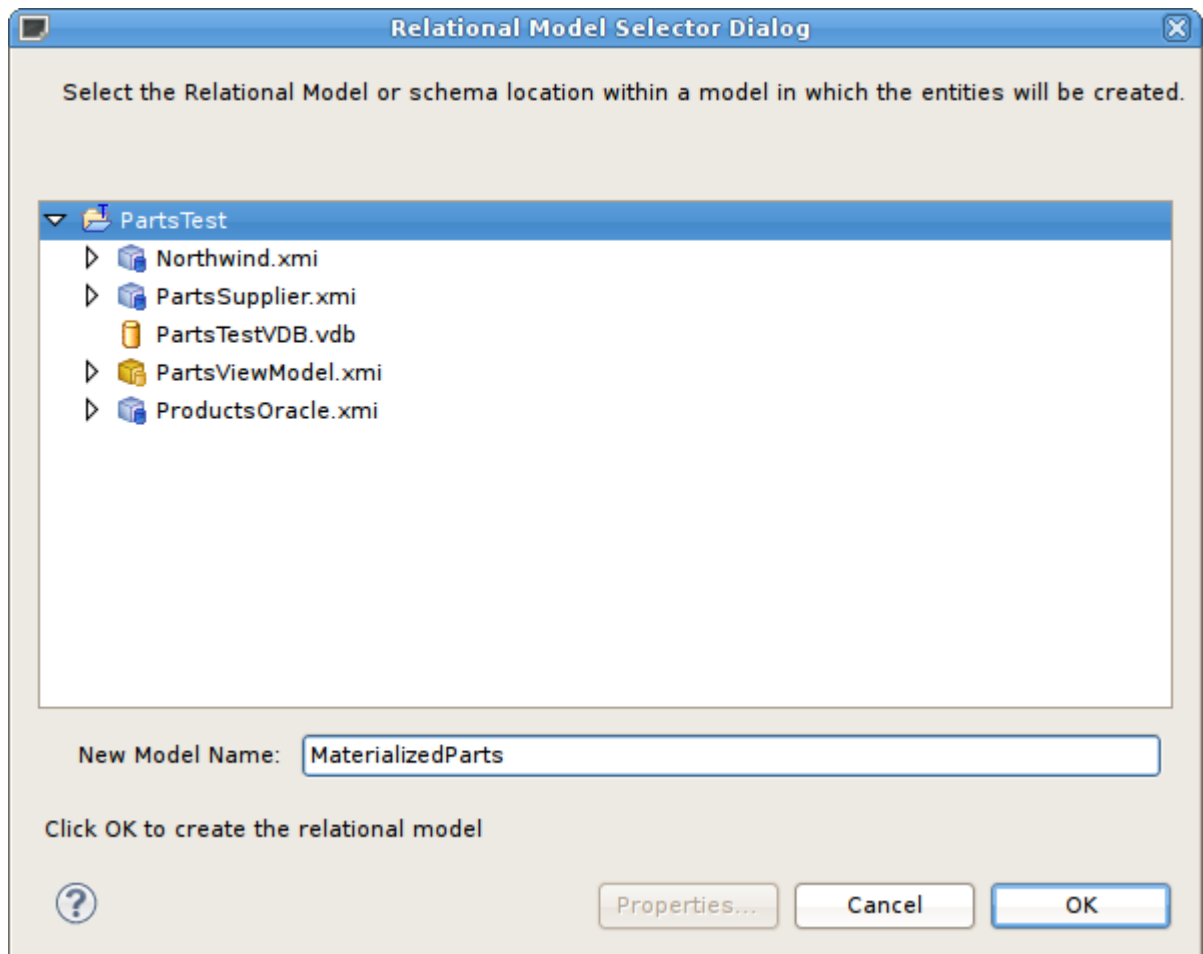 Relational Model Selector Dialog
Select the Relational Model or schema location within a model in which the entities will be created.
PartsTest
Northwind.xmi
PartsSupplier.xmi
PartsTestVDB.vdb
PartsViewModel.xmi
ProductsOracle.xmi
New Model Name: MaterializedParts
Click OK to create the relational model
? Properties... Cancel OK